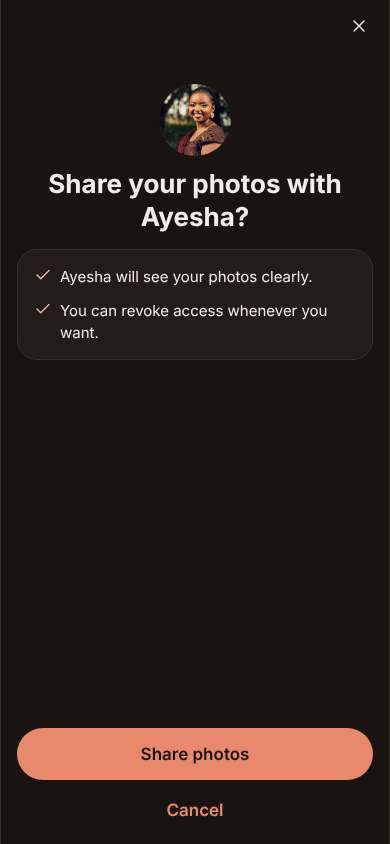 Share your photos with
Ayesha?
Ayesha will see your photos clearly.
You can revoke access whenever you
want.
Share photos
Cancel